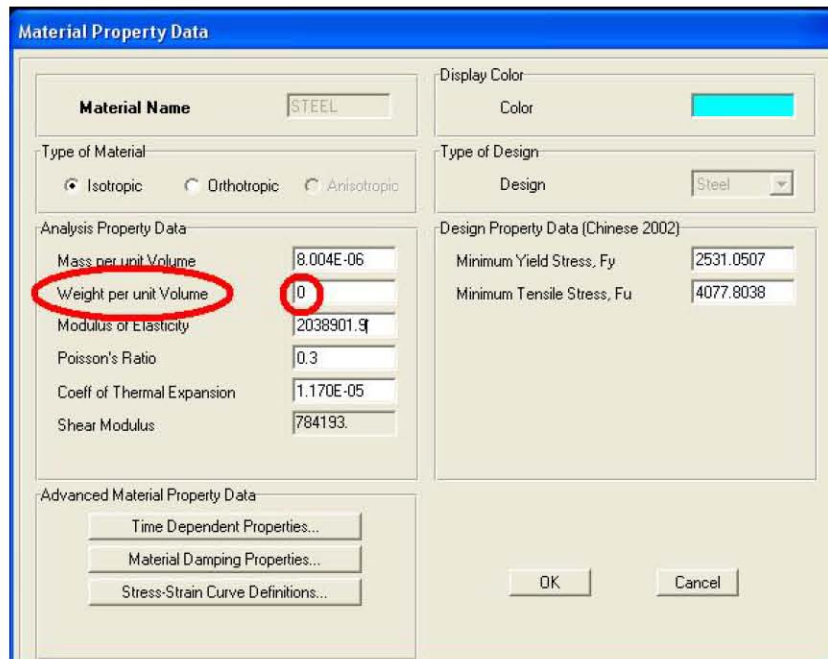 Material Property Data
Material Name STEEL
Display Color
Color
Type of Material
Isotropic Orthotropic Anisotropic
Type of Design
Design Steel
Analysis Property Data
Mass per unit Volume 8.004E-06
Weight per unit Volume 0
Modulus of Elasticity 2038901.9
Poisson's Ratio 0.3
Coeff of Thermal Expansion 1.170E-05
Shear Modulus 784193.
Design Property Data (Chinese 2002)
Minimum Yield Stress, Fy 2531.0507
Minimum Tensile Stress, Fu 4077.8038
Advanced Material Property Data
Time Dependent Properties...
Material Damping Properties...
Stress-Strain Curve Definitions...
OK Cancel